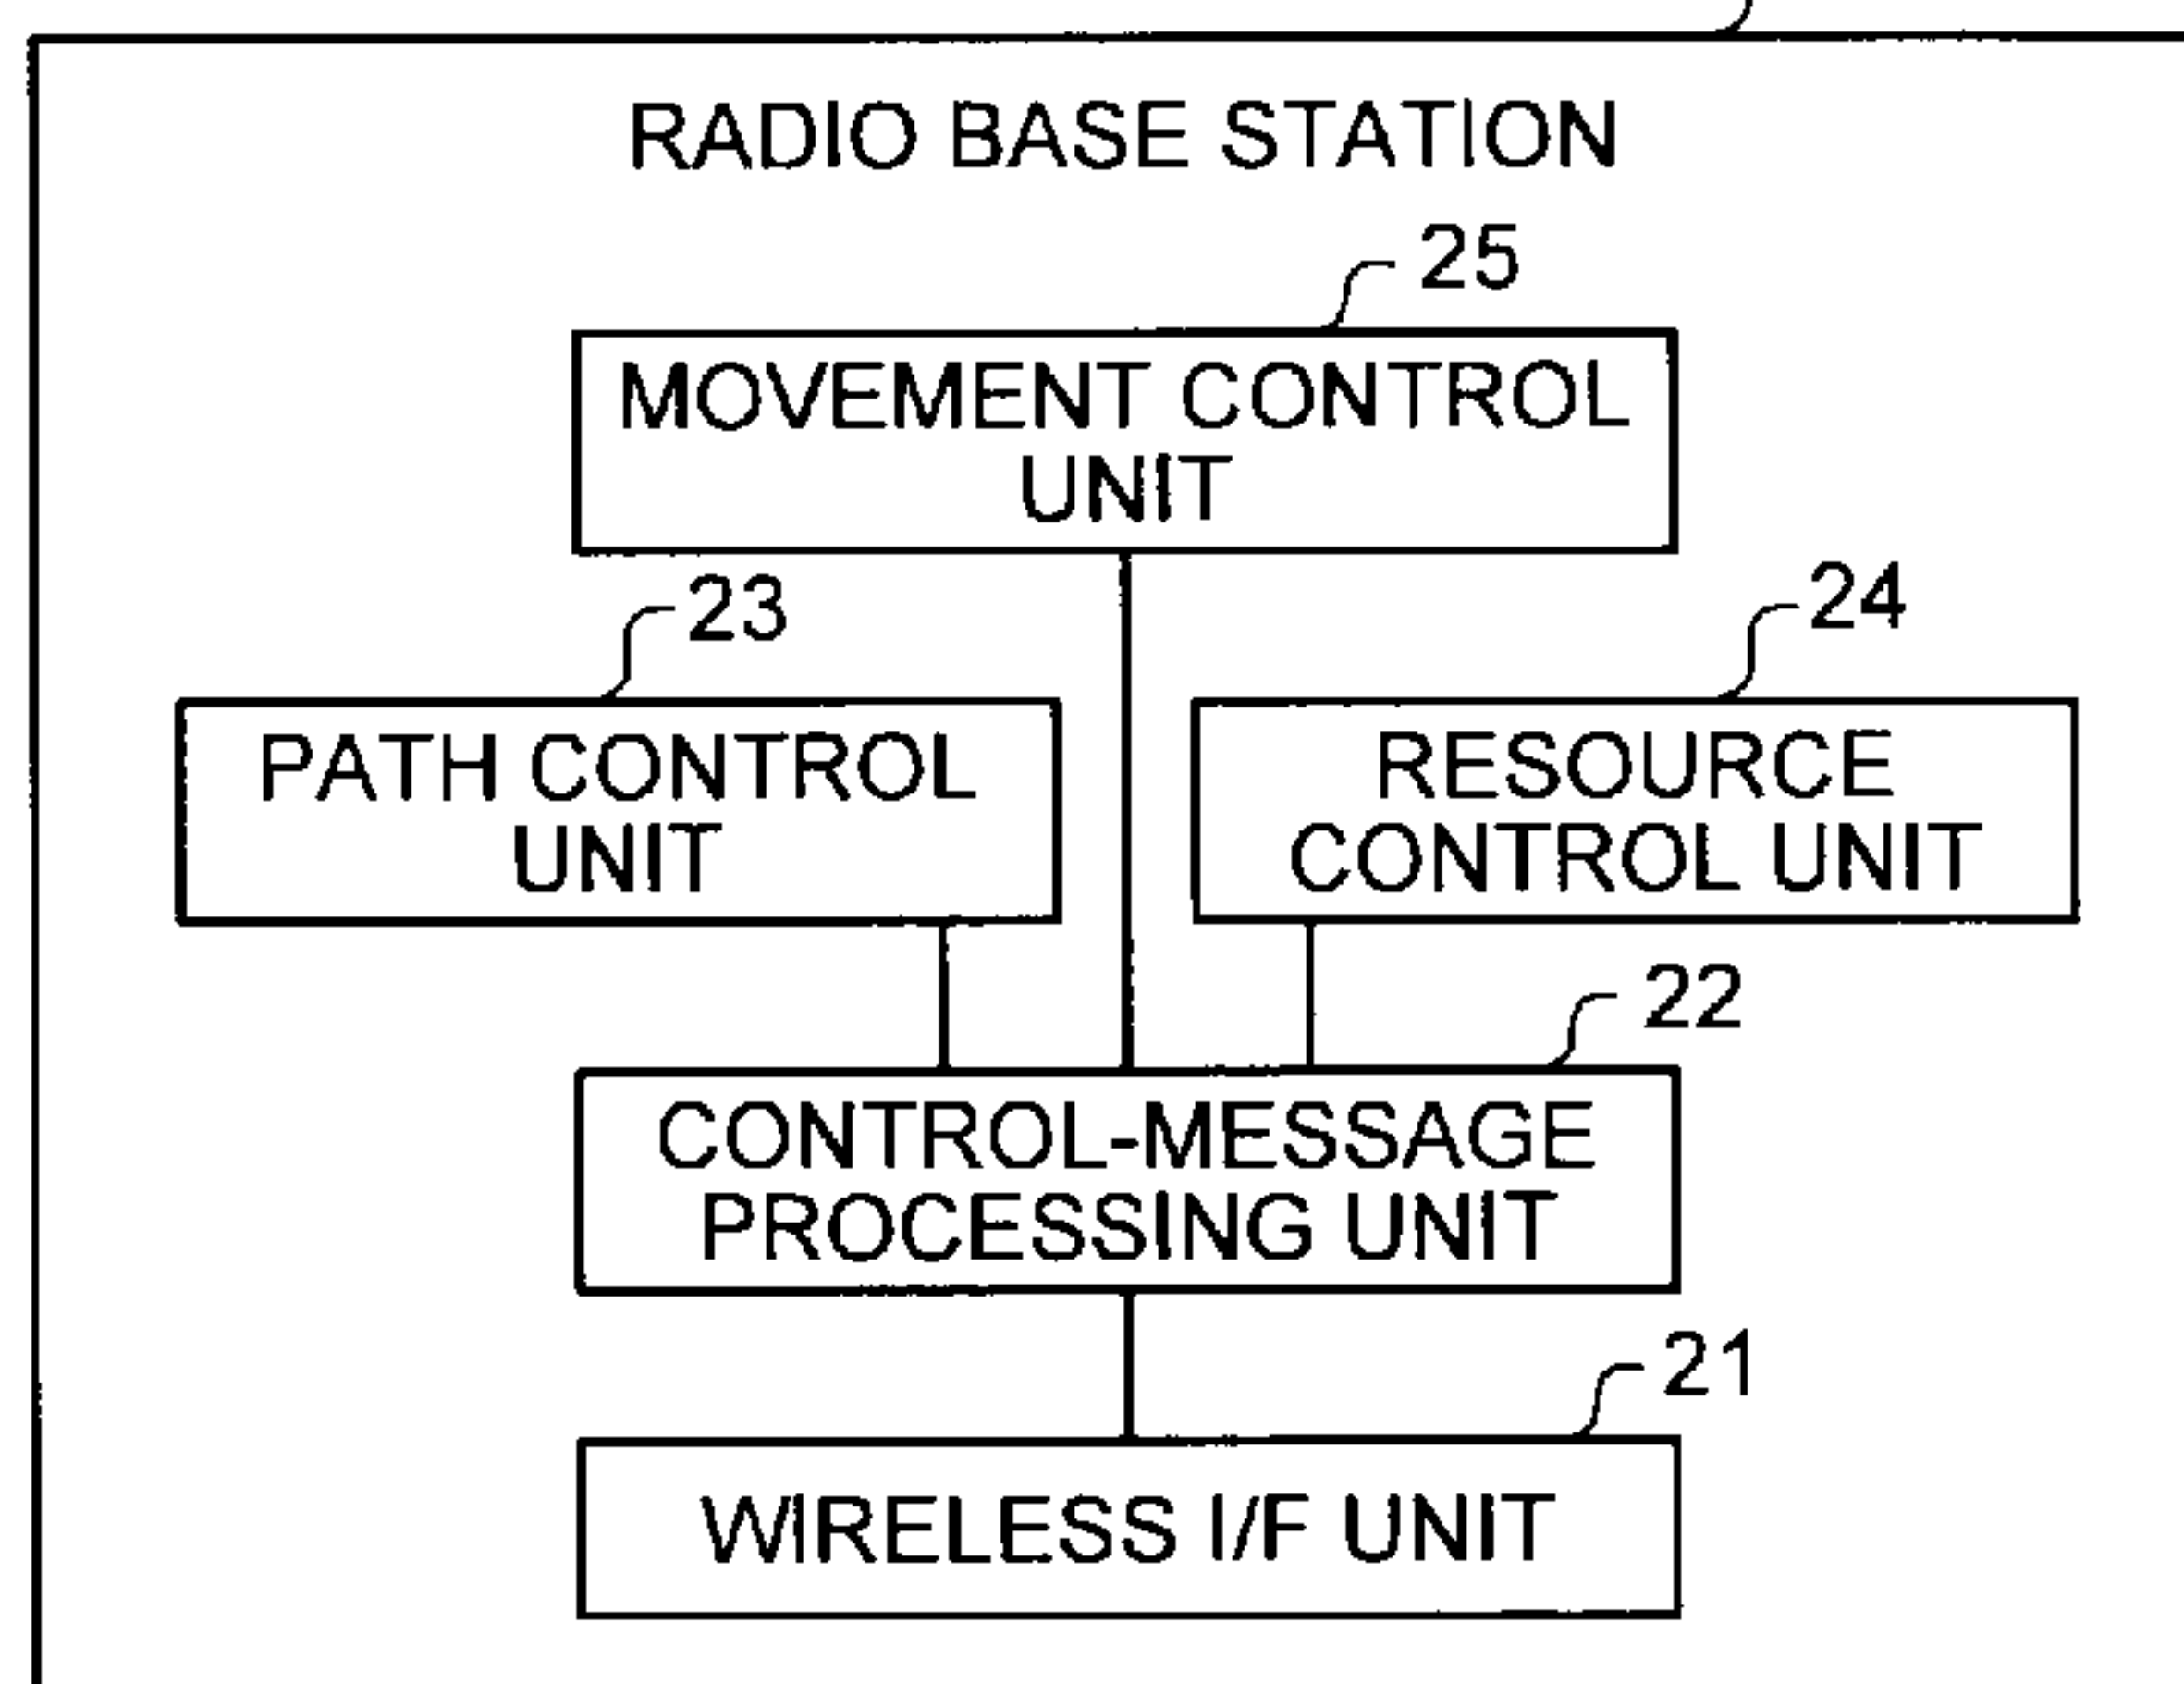 RADIO BASE STATION
25
MOVEMENT CONTROL
UNIT
23
24
PATH CONTROL
UNIT
RESOURCE
CONTROL UNIT
22
CONTROL-MESSAGE
PROCESSING UNIT
21
WIRELESS I/F UNIT